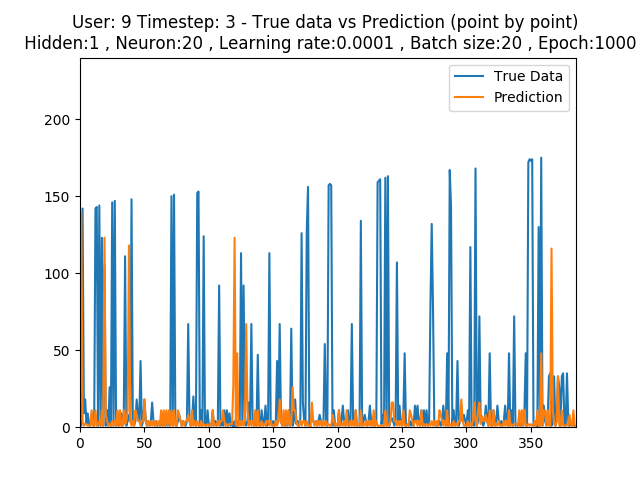 User: 9 Timestep: 3 - True data vs Prediction (point by point)
Hidden:1 , Neuron:20 , Learning rate:0.0001 , Batch size:20 , Epoch:1000
True Data
Prediction
200
150
100
50
0
0 50 100 150 200 250 300 350